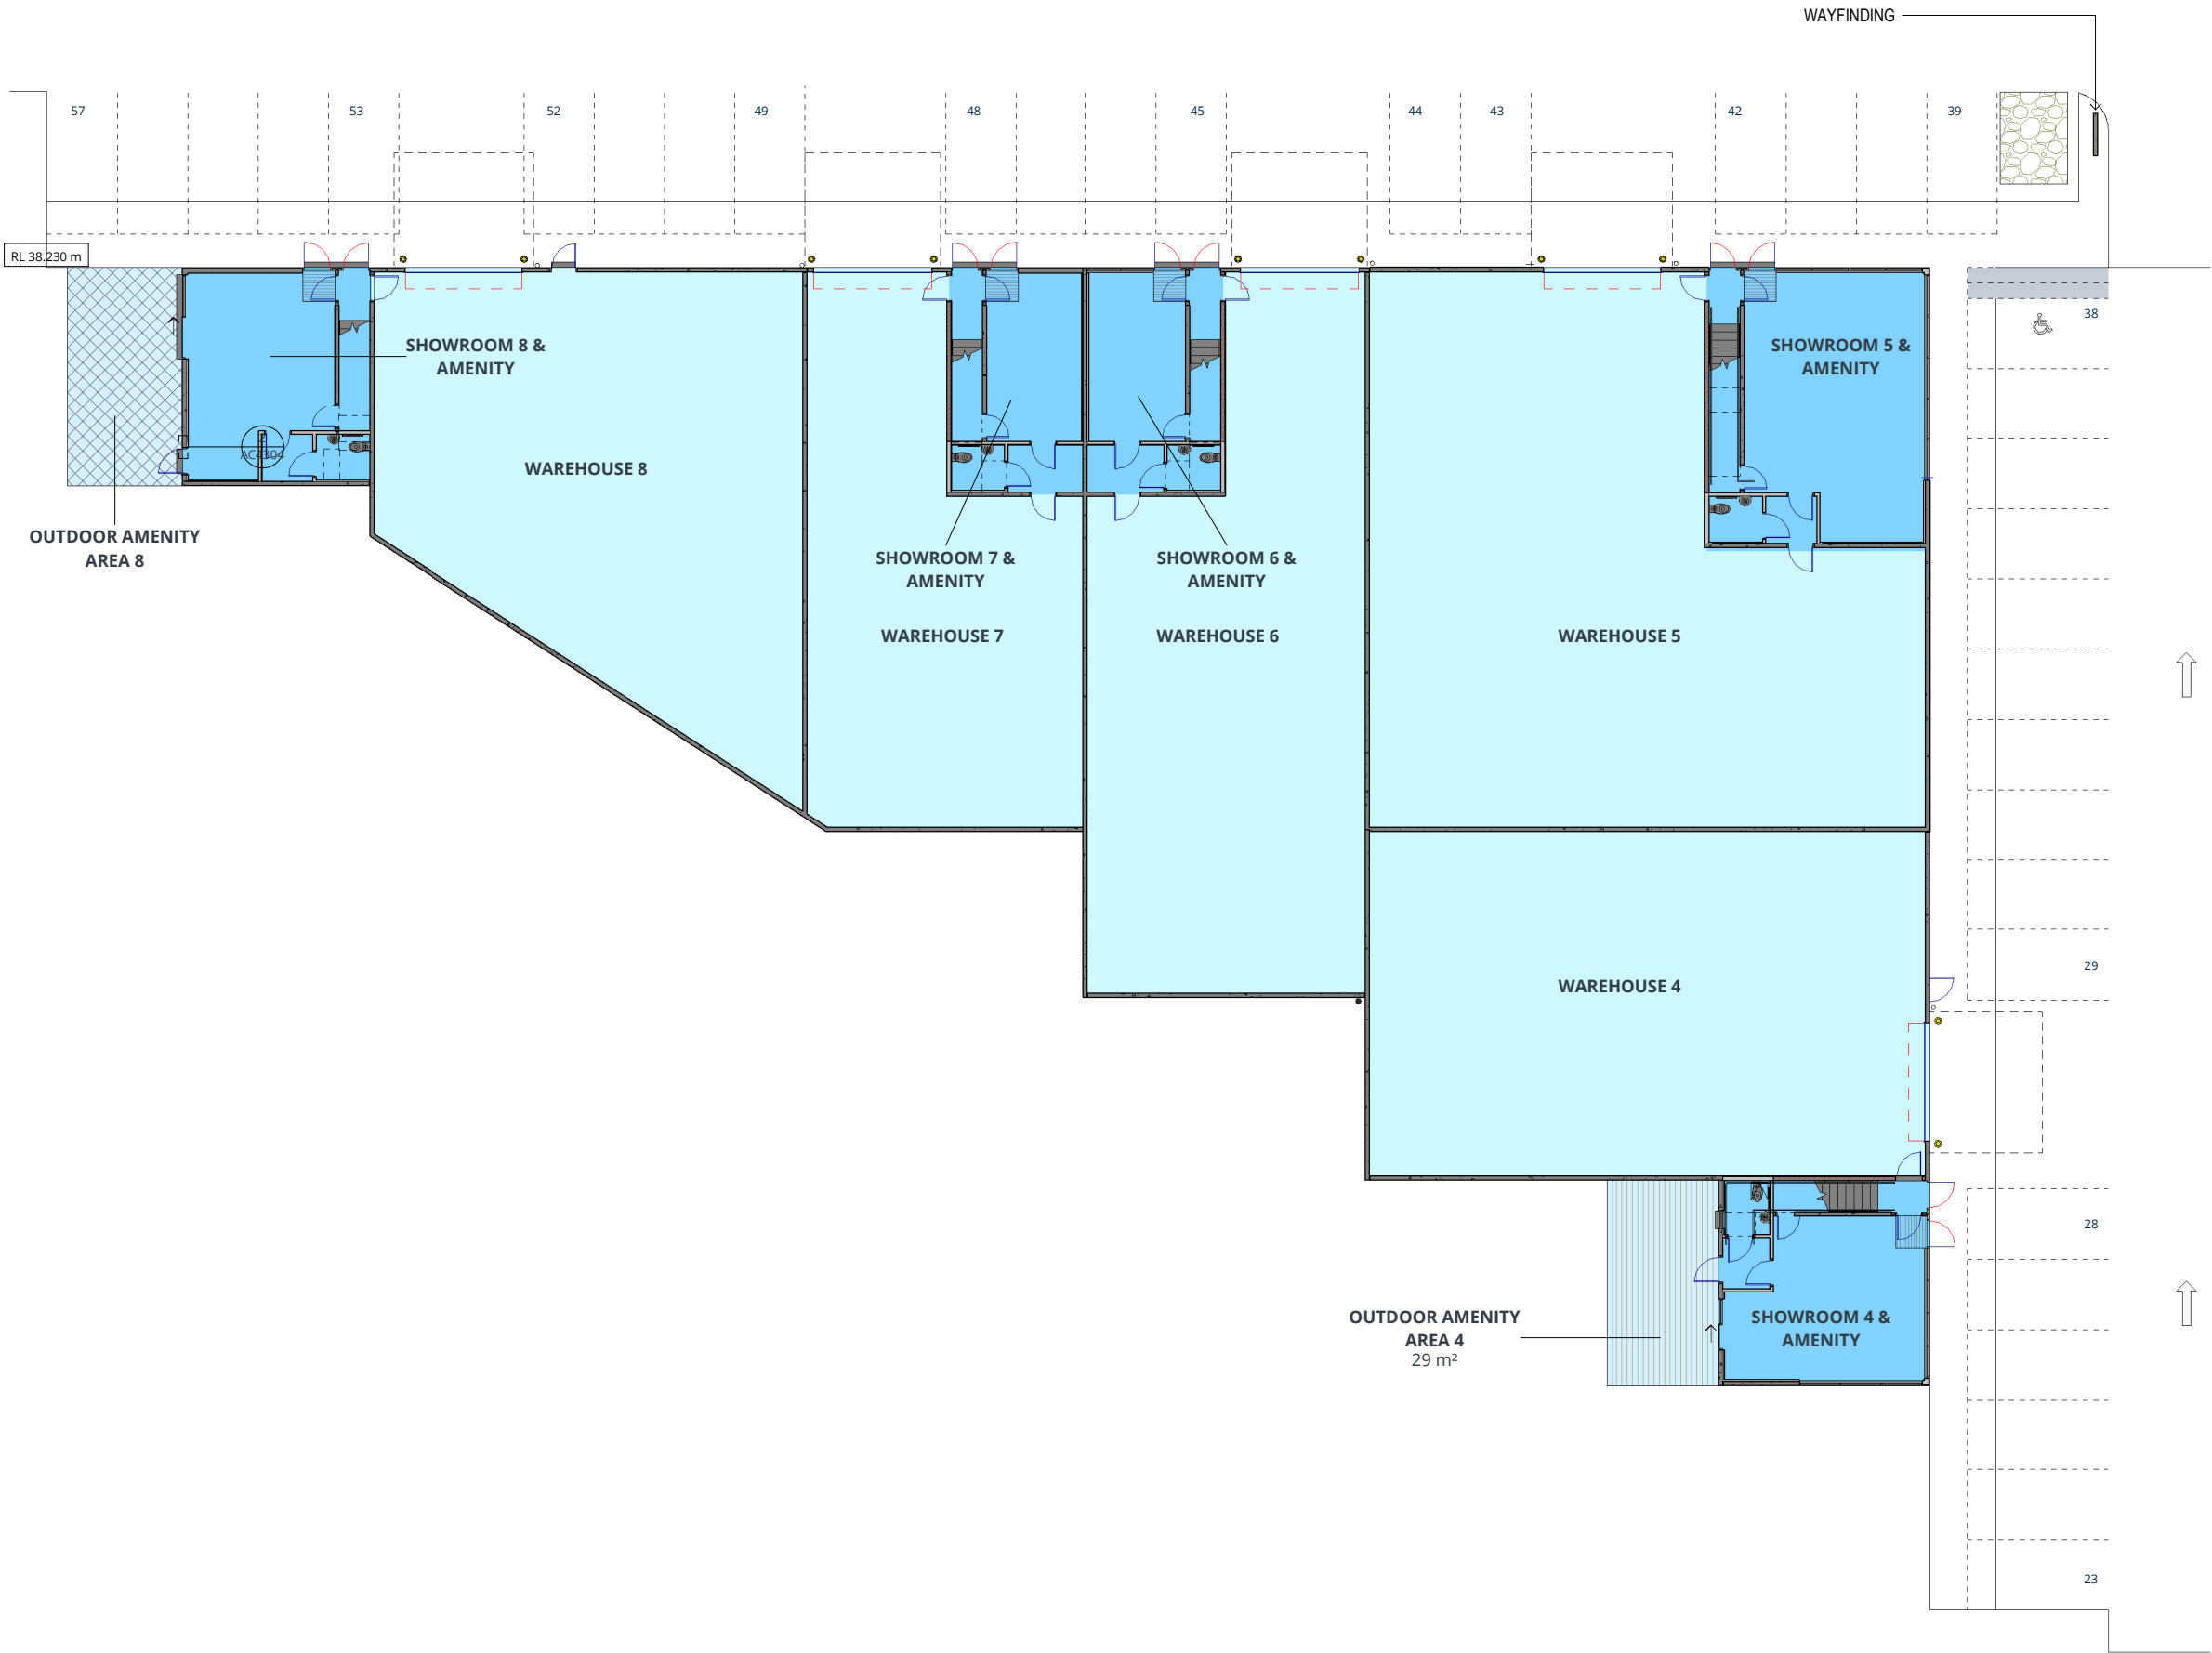 WAYFINDING
57
53
52
49
48
45
44
43
42
39
RL 38.230 m
38
SHOWROOM 8 &
AMENITY
SHOWROOM 5 &
AMENITY
AC4304
WAREHOUSE 8
OUTDOOR AMENITY
AREA 8
SHOWROOM 7 &
AMENITY
SHOWROOM 6 &
AMENITY
WAREHOUSE 7
WAREHOUSE 6
WAREHOUSE 5
29
WAREHOUSE 4
28
OUTDOOR AMENITY
AREA 4
29 m²
SHOWROOM 4 &
AMENITY
23